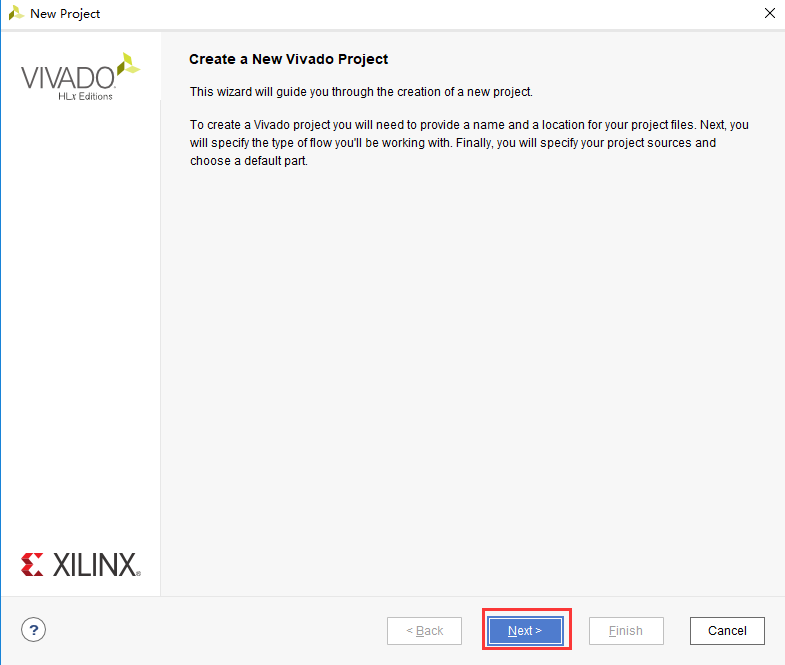 New Project
VIVADO
HLx Editions
Create a New Vivado Project
This wizard will guide you through the creation of a new project.
To create a Vivado project you will need to provide a name and a location for your project files. Next, you
will specify the type of flow you'll be working with. Finally, you will specify your project sources and
choose a default part.
XILINX
?
< Back
Next >
Finish
Cancel